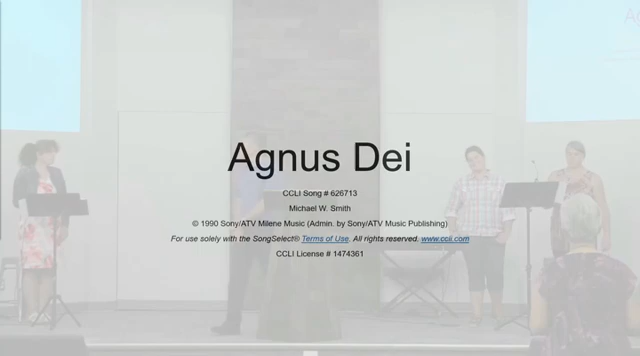 Agnus Dei
CCLI Song # 626713
Michael W. Smith
© 1990 Sony/ATV Milene Music (Admin. by Sony/ATV Music Publishing)
For use solely with the SongSelect® Terms of Use. All rights reserved. www.ccli.com
CCLI License # 1474361